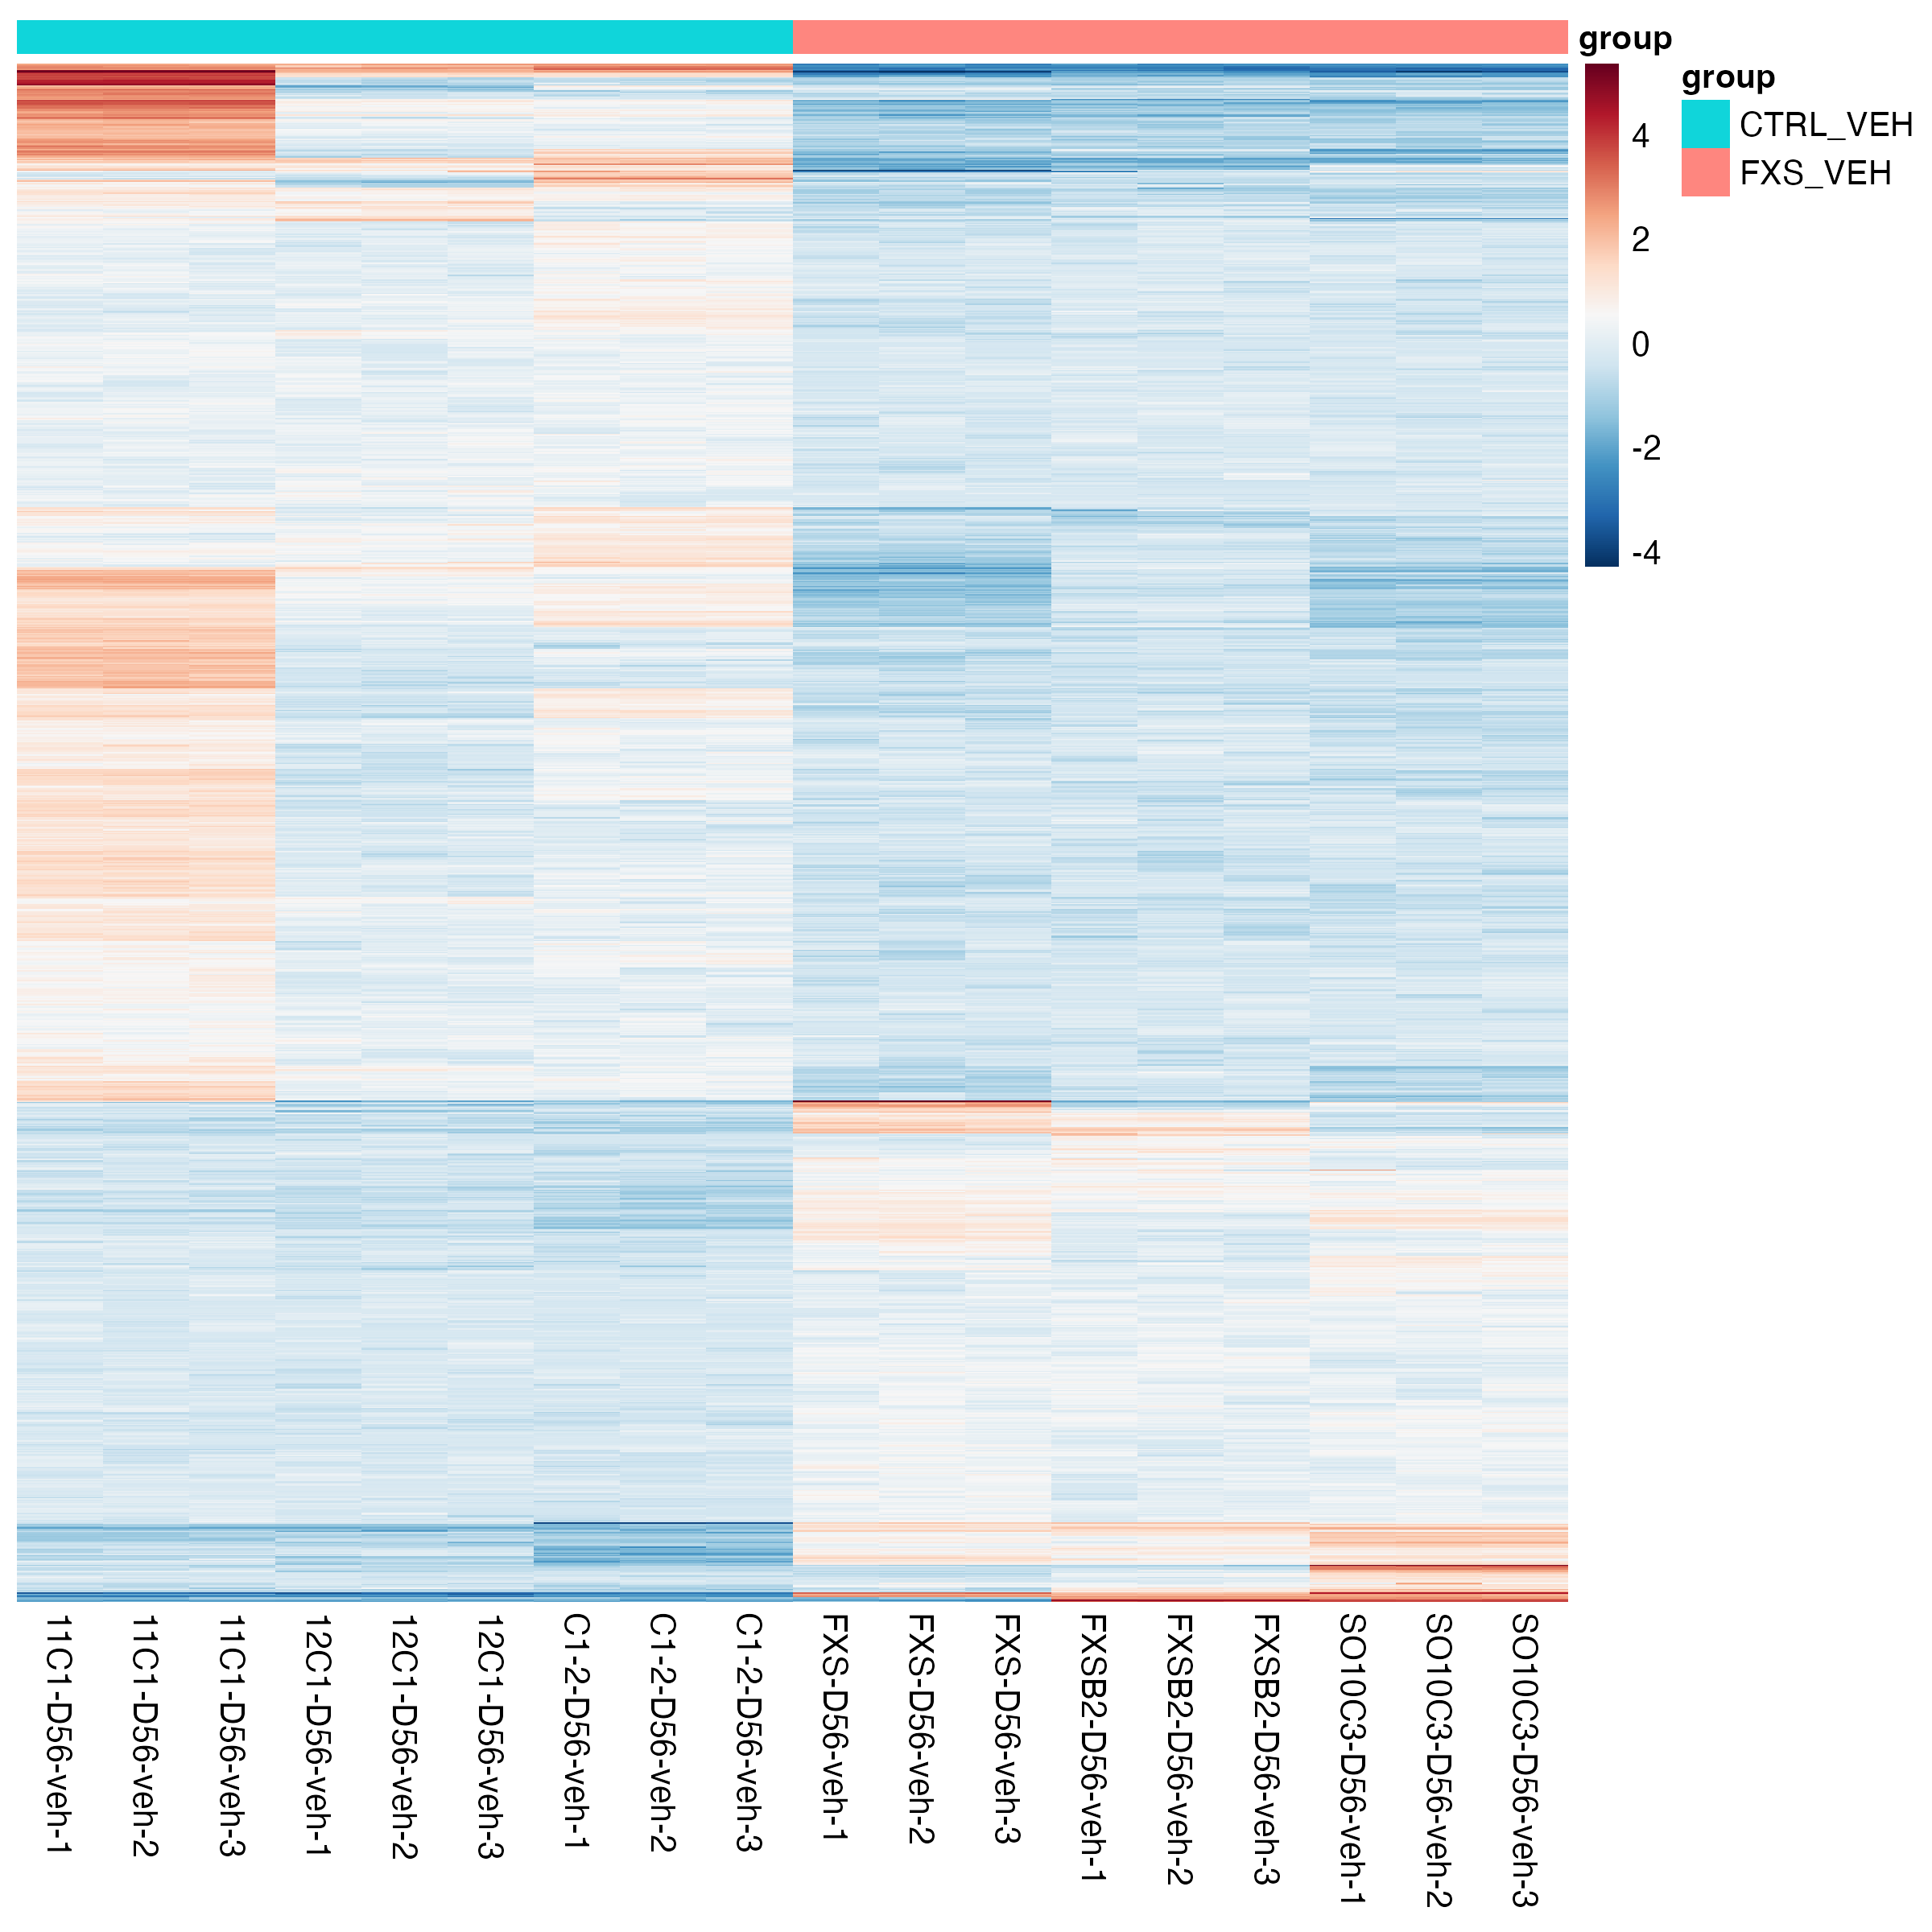 group
group
CTRL_VEH
FXS_VEH
4
2
0
-2
-4
11C1-D56-veh-1
11C1-D56-veh-2
11C1-D56-veh-3
12C1-D56-veh-1
12C1-D56-veh-2
12C1-D56-veh-3
C1-2-D56-veh-1
C1-2-D56-veh-2
C1-2-D56-veh-3
FXS-D56-veh-1
FXS-D56-veh-2
FXS-D56-veh-3
FXSB2-D56-veh-1
FXSB2-D56-veh-2
FXSB2-D56-veh-3
SO10C3-D56-veh-1
SO10C3-D56-veh-2
SO10C3-D56-veh-3